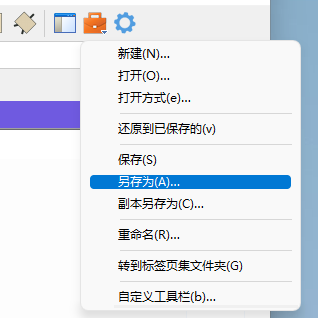 新建(N)...
打开(O)...
打开方式(e)...
还原到已保存的(v)
保存(S)
另存为(A)...
副本另存为(C)...
重命名(R)...
转到标签页集文件夹(G)
自定义工具栏(b)...